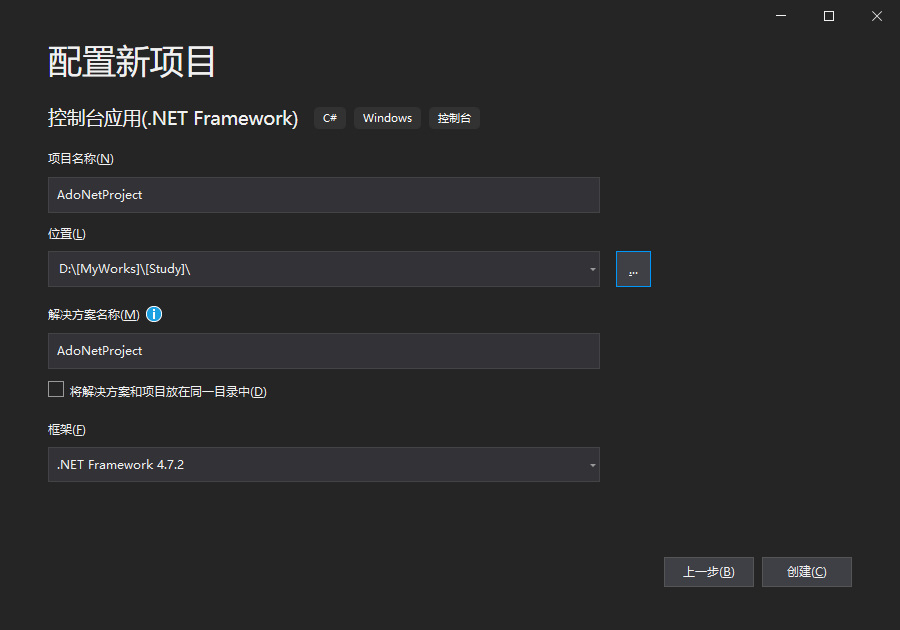 配置新项目
控制台应用(.NET Framework) C# Windows 控制台
项目名称(N)
AdoNetProject
位置(L)
D:\[MyWorks]\[Study]\ ...
解决方案名称(M)
AdoNetProject
将解决方案和项目放在同一目录中(D)
框架(F)
.NET Framework 4.7.2
上一步(B) 创建(C)